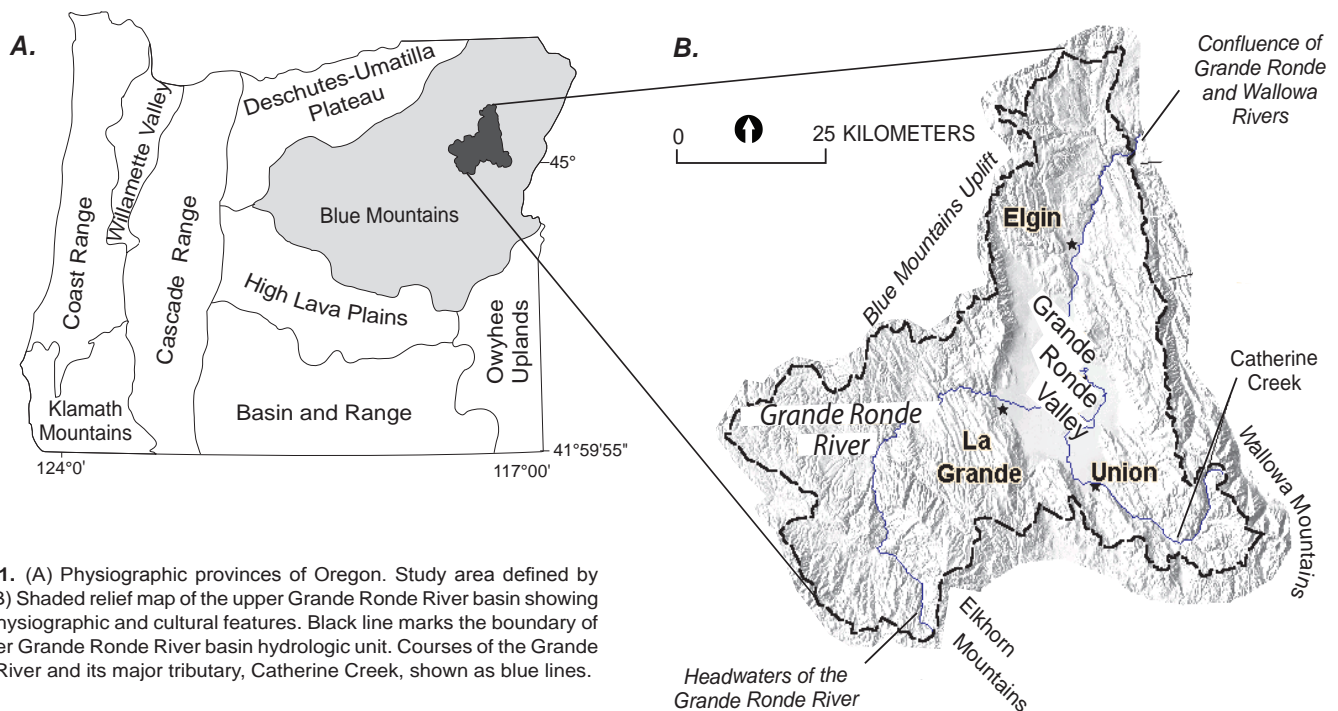 A.
Deschutes-Umatilla
Plateau
Willamette Valley
45°
Blue Mountains
Coast Range
Cascade Range
High Lava Plains
Owyhee
Uplands
Klamath
Mountains
Basin and Range
41°59'55"
124°0'
117°00'
B.
Confluence of
Grande Ronde
and Wallowa
Rivers
0
25 KILOMETERS
Blue Mountains Uplift
Elgin
Grande
Ronde
Valley
Catherine
Creek
Grande Ronde
River
La
Grande
Union
Wallowa Mountains
Elkhorn
Mountains
Headwaters of the
Grande Ronde River
1. (A) Physiographic provinces of Oregon. Study area defined by
B) Shaded relief map of the upper Grande Ronde River basin showing
hysiographic and cultural features. Black line marks the boundary of
er Grande Ronde River basin hydrologic unit. Courses of the Grande
River and its major tributary, Catherine Creek, shown as blue lines.